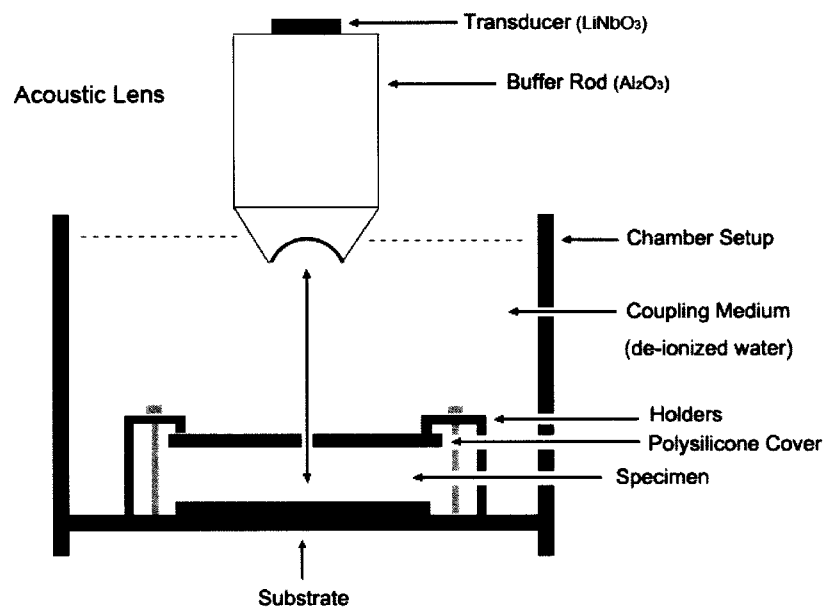 Transducer (LiNbO₃)
Buffer Rod (Al₂O₃)
Acoustic Lens
Chamber Setup
Coupling Medium
(de-ionized water)
Holders
Polysilicone Cover
Specimen
Substrate